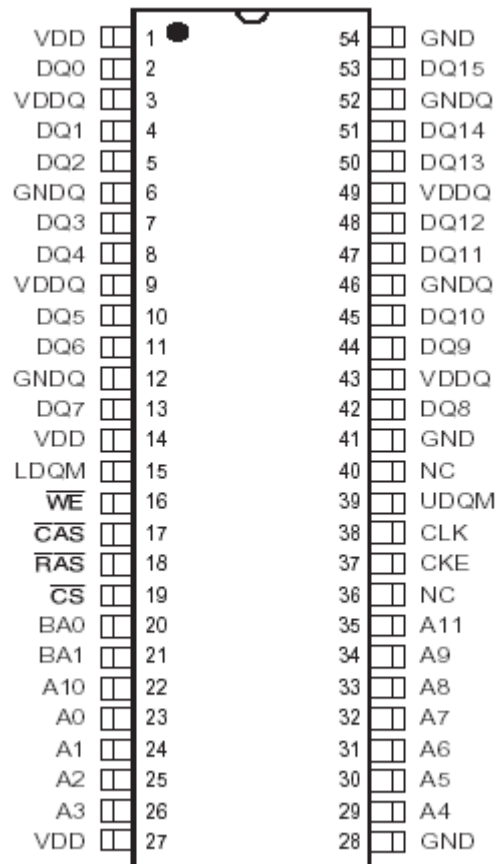 VDD 1 54 GND
DQ0 2 53 DQ15
VDDQ 3 52 GNDQ
DQ1 4 51 DQ14
DQ2 5 50 DQ13
GNDQ 6 49 VDDQ
DQ3 7 48 DQ12
DQ4 8 47 DQ11
VDDQ 9 46 GNDQ
DQ5 10 45 DQ10
DQ6 11 44 DQ9
GNDQ 12 43 VDDQ
DQ7 13 42 DQ8
VDD 14 41 GND
LDQM 15 40 NC
W̅E̅ 16 39 UDQM
C̅A̅S̅ 17 38 CLK
R̅A̅S̅ 18 37 CKE
C̅S̅ 19 36 NC
BA0 20 35 A11
BA1 21 34 A9
A10 22 33 A8
A0 23 32 A7
A1 24 31 A6
A2 25 30 A5
A3 26 29 A4
VDD 27 28 GND